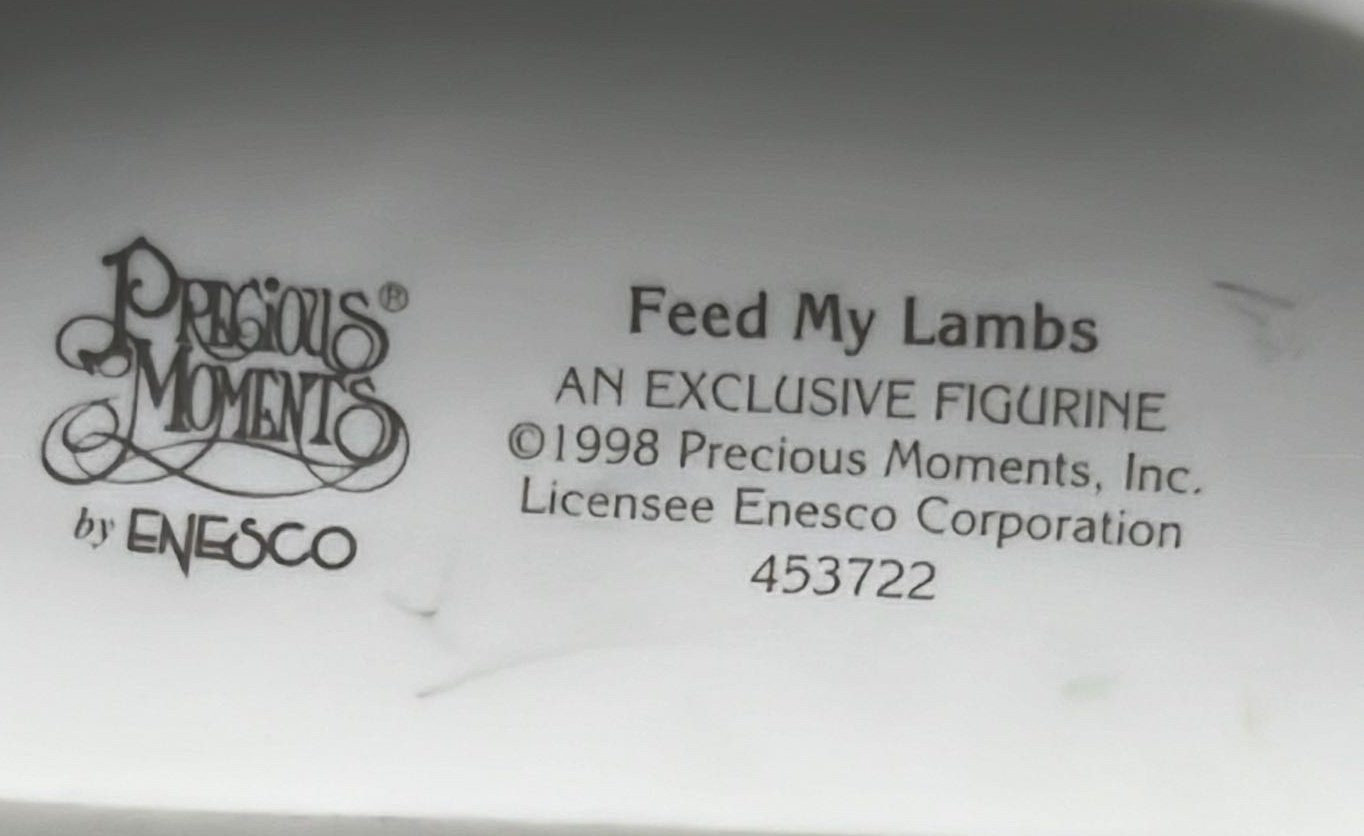 PRECIOUS®
MOMENTS
by ENESCO
Feed My Lambs
AN EXCLUSIVE FIGURINE
©1998 Precious Moments, Inc.
Licensee Enesco Corporation
453722